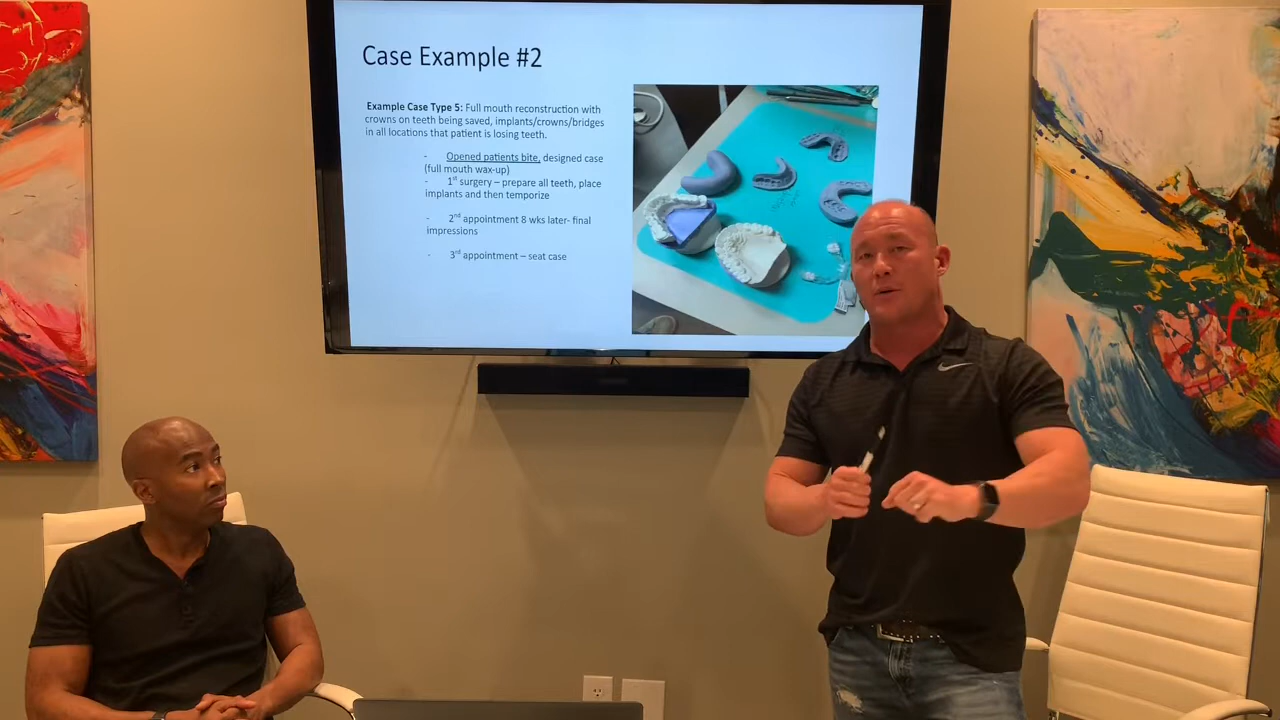 Case Example #2
Example Case Type 5: Full mouth reconstruction with
crowns on teeth being saved, implants/crowns/bridges
in all locations that patient is losing teeth.
- Opened patients bite, designed case
(full mouth wax-up)
- 1st surgery – prepare all teeth, place
implants and then temporize
- 2nd appointment 8 wks later- final
impressions
- 3rd appointment – seat case